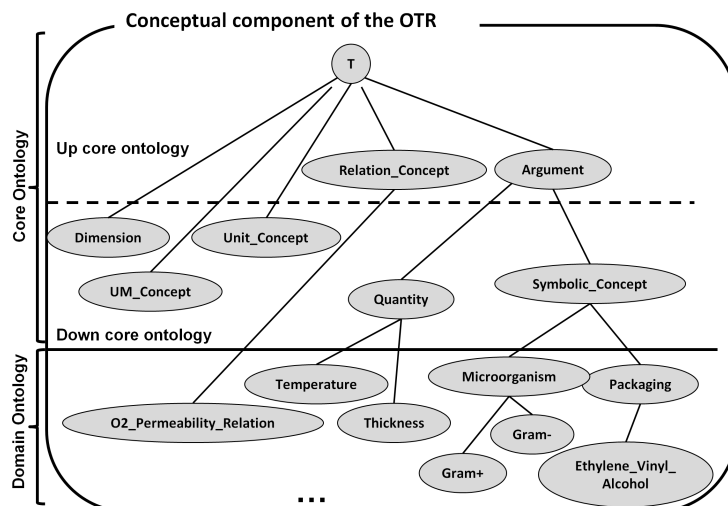 Conceptual component of the OTR
T
Core Ontology
Up core ontology
Relation_Concept
Argument
Dimension
Unit_Concept
UM_Concept
Quantity
Symbolic_Concept
Down core ontology
Domain Ontology
Temperature
Microorganism
Packaging
O2_Permeability_Relation
Thickness
Gram-
Gram+
Ethylene_Vinyl_
Alcohol
...